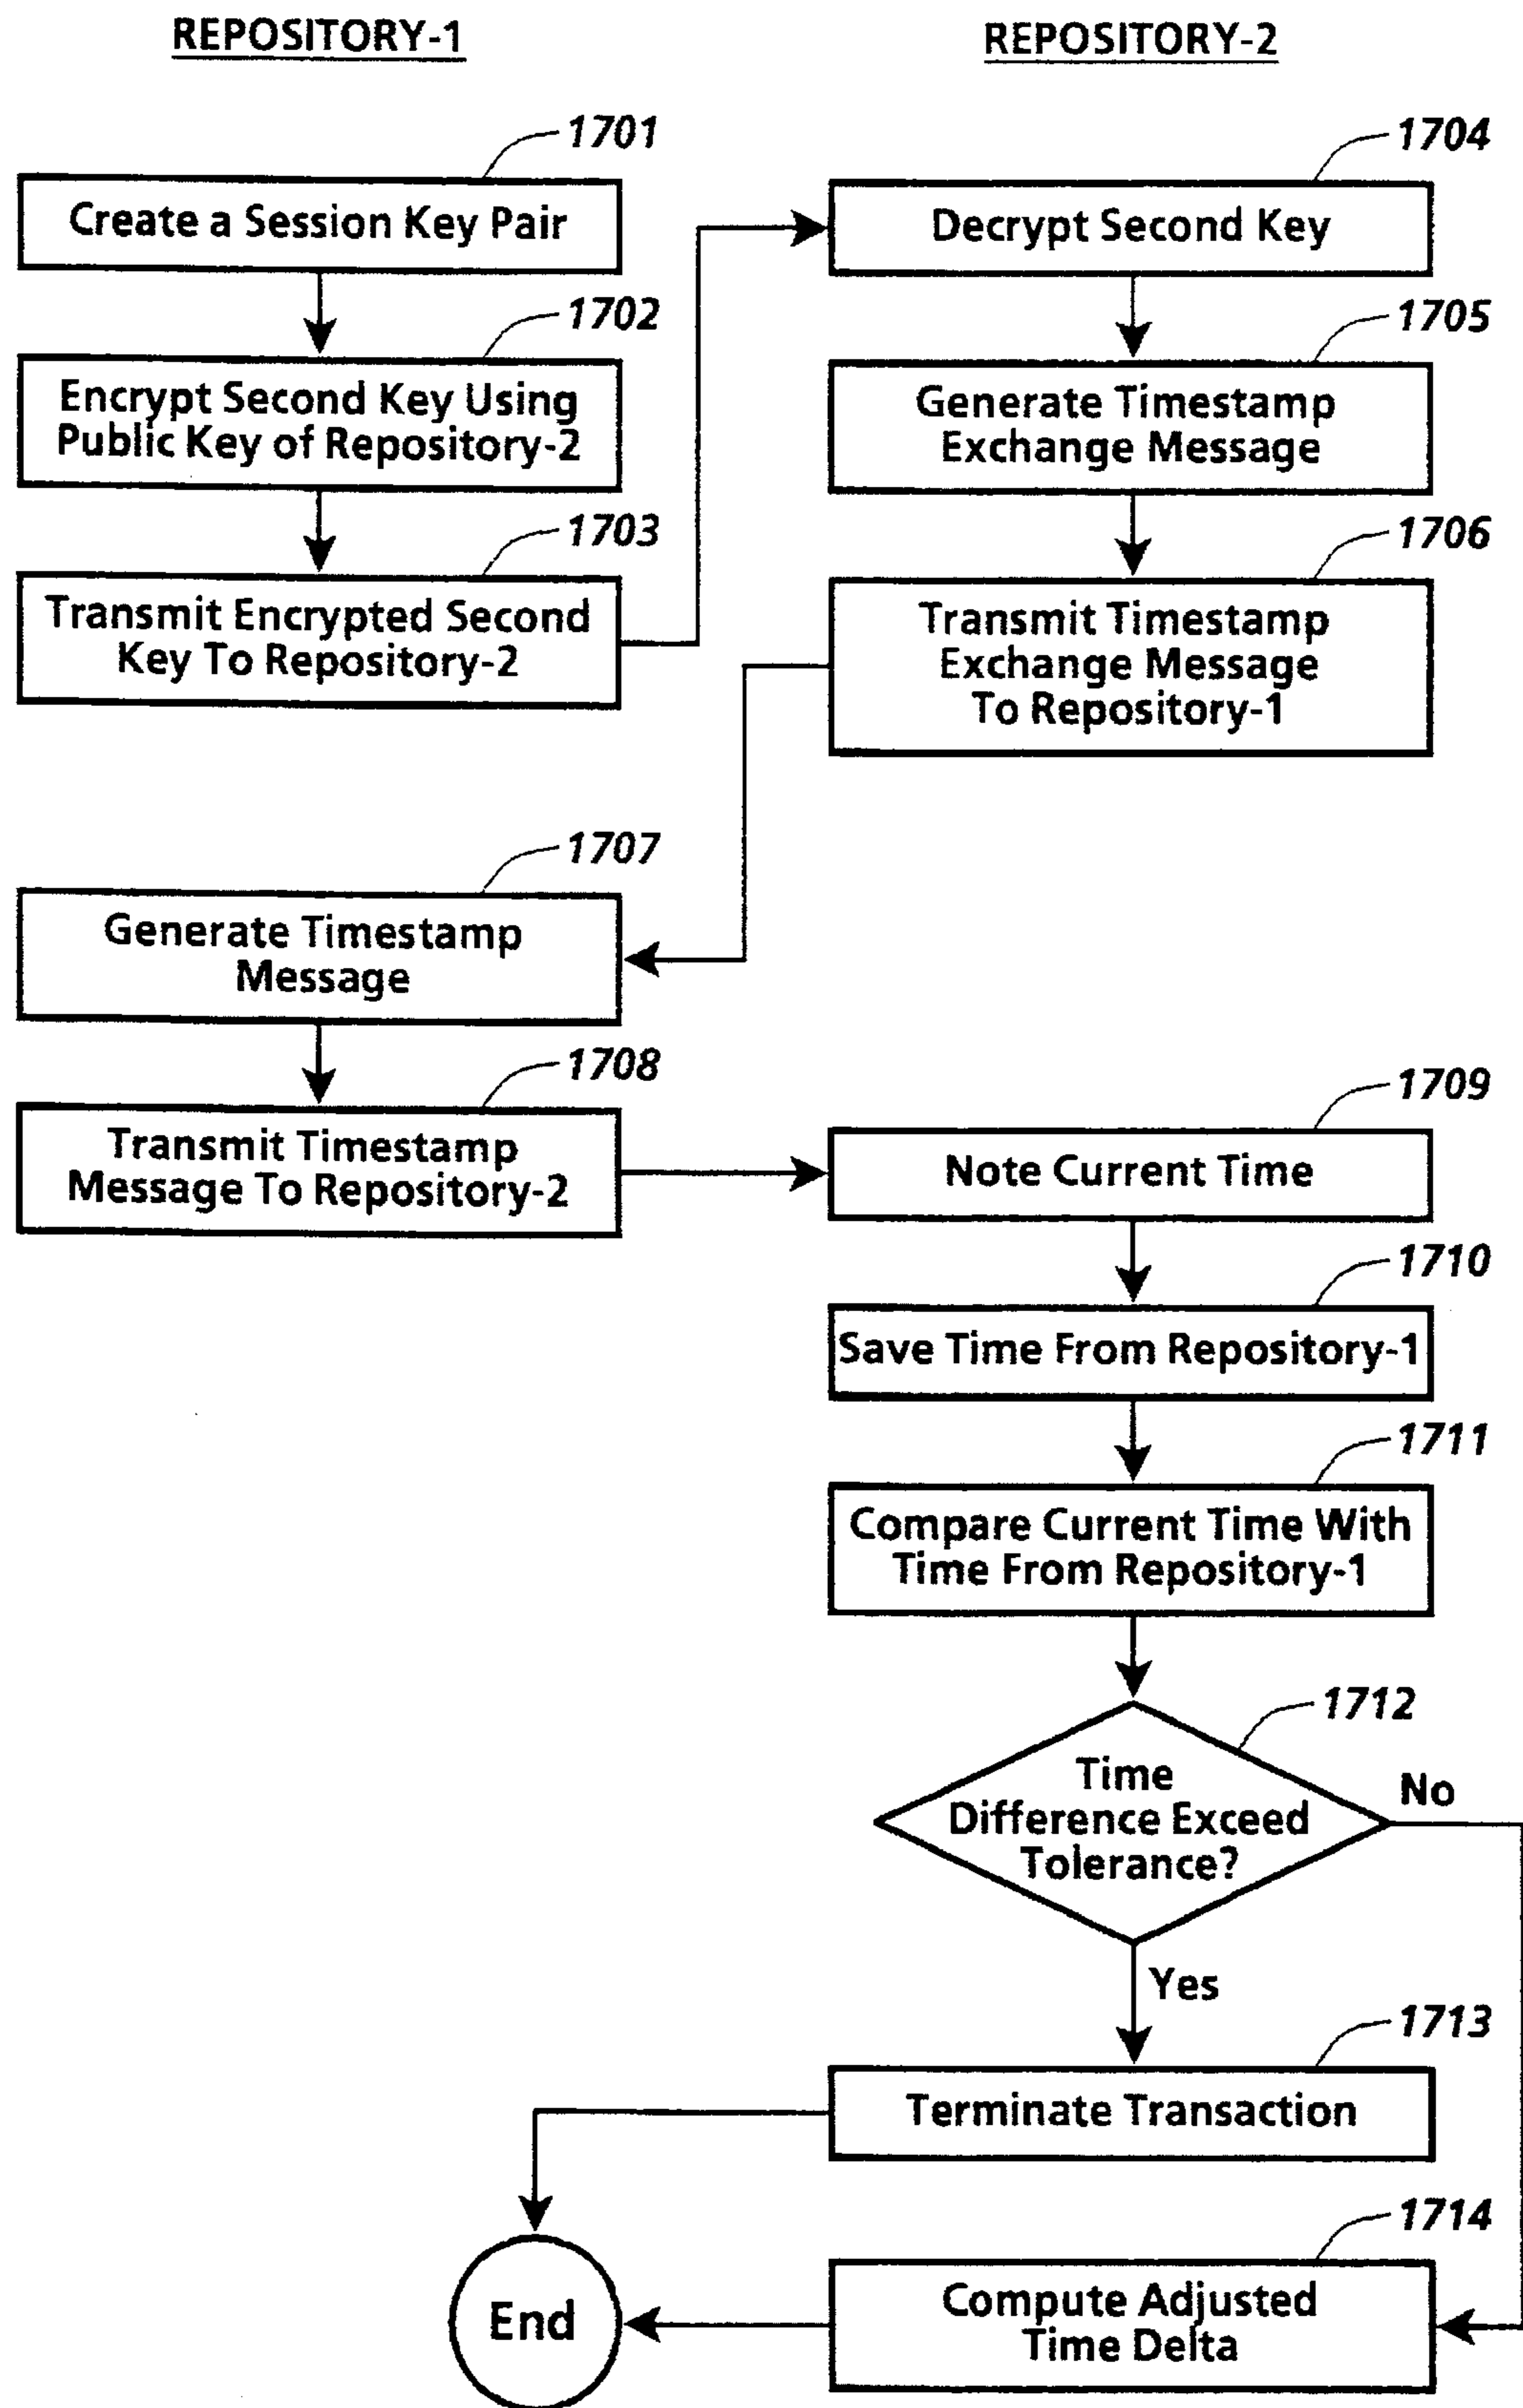 REPOSITORY-1
REPOSITORY-2
1701
Create a Session Key Pair
1702
Encrypt Second Key Using
Public Key of Repository-2
1703
Transmit Encrypted Second
Key To Repository-2
1704
Decrypt Second Key
1705
Generate Timestamp
Exchange Message
1706
Transmit Timestamp
Exchange Message
To Repository-1
1707
Generate Timestamp
Message
1708
Transmit Timestamp
Message To Repository-2
1709
Note Current Time
1710
Save Time From Repository-1
1711
Compare Current Time With
Time From Repository-1
1712
Time
Difference Exceed
Tolerance?
No
Yes
1713
Terminate Transaction
1714
Compute Adjusted
Time Delta
End